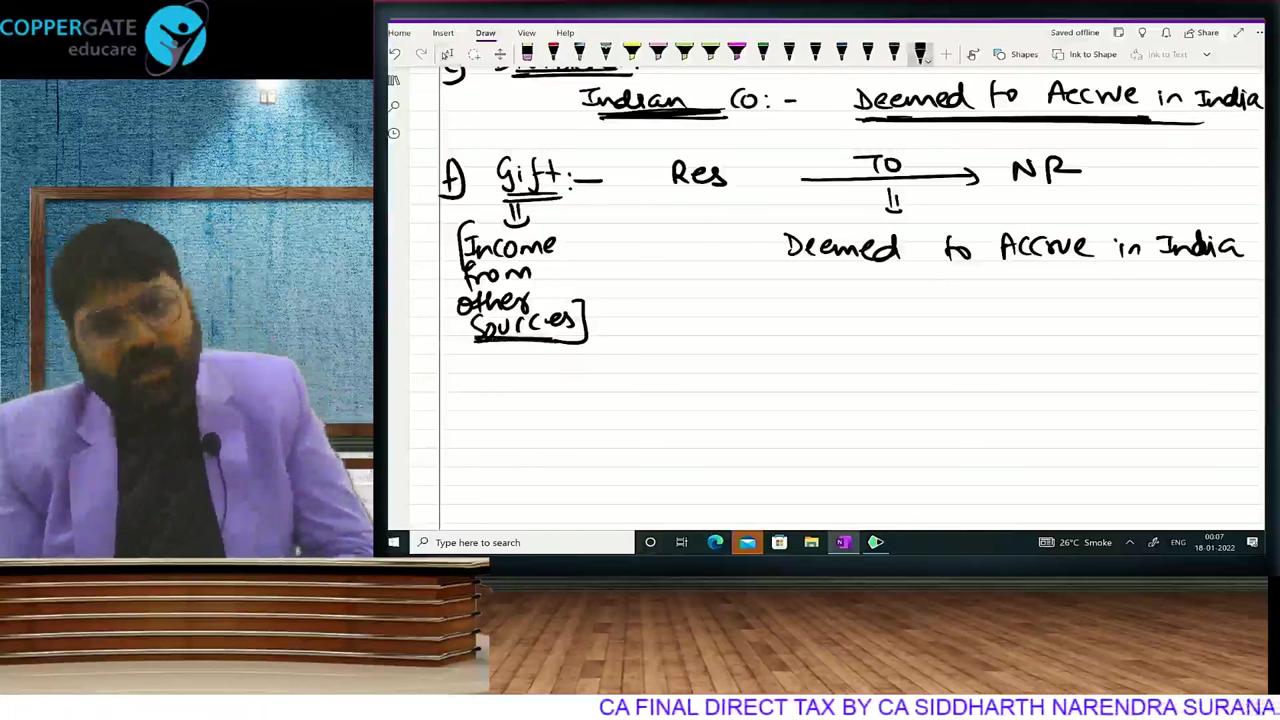 COPPERGATE
educare
Home Insert Draw View Help
Saved offline
Share
Shapes
Ink to Shape
Ink to Text
Indian Co:- Deemed to Accrue in India
f) Gift:- Res TO NR
[Income from other sources]
Deemed to Accrue in India
Type here to search
26°C Smoke
ENG
00:07
18-01-2022
CA FINAL DIRECT TAX BY CA SIDDHARTH NARENDRA SURANA